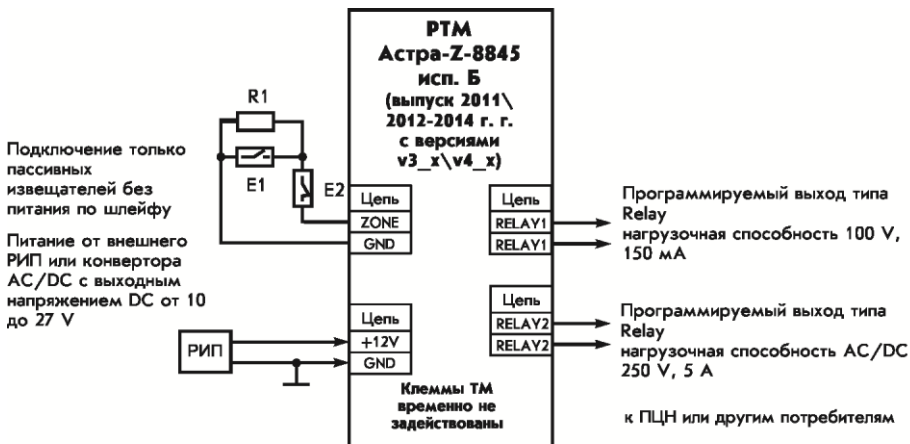 РТМ
Астра-Z-8845
исп. Б
(выпуск 2011\
2012-2014 г. г.
с версиями
v3_x\v4_x)
R1
E1
E2
Подключение только
пассивных
извещателей без
питания по шлейфу
Питание от внешнего
РИП или конвертора
AC/DC с выходным
напряжением DC от 10
до 27 V
РИП
Цепь
ZONE
GND
Цепь
+12V
GND
Цепь
RELAY1
RELAY1
Цепь
RELAY2
RELAY2
Клеммы ТМ
временно не
задействованы
Программируемый выход типа
Relay
нагрузочная способность 100 V,
150 мА
Программируемый выход типа
Relay
нагрузочная способность AC/DC
250 V, 5 А
к ПЦН или другим потребителям